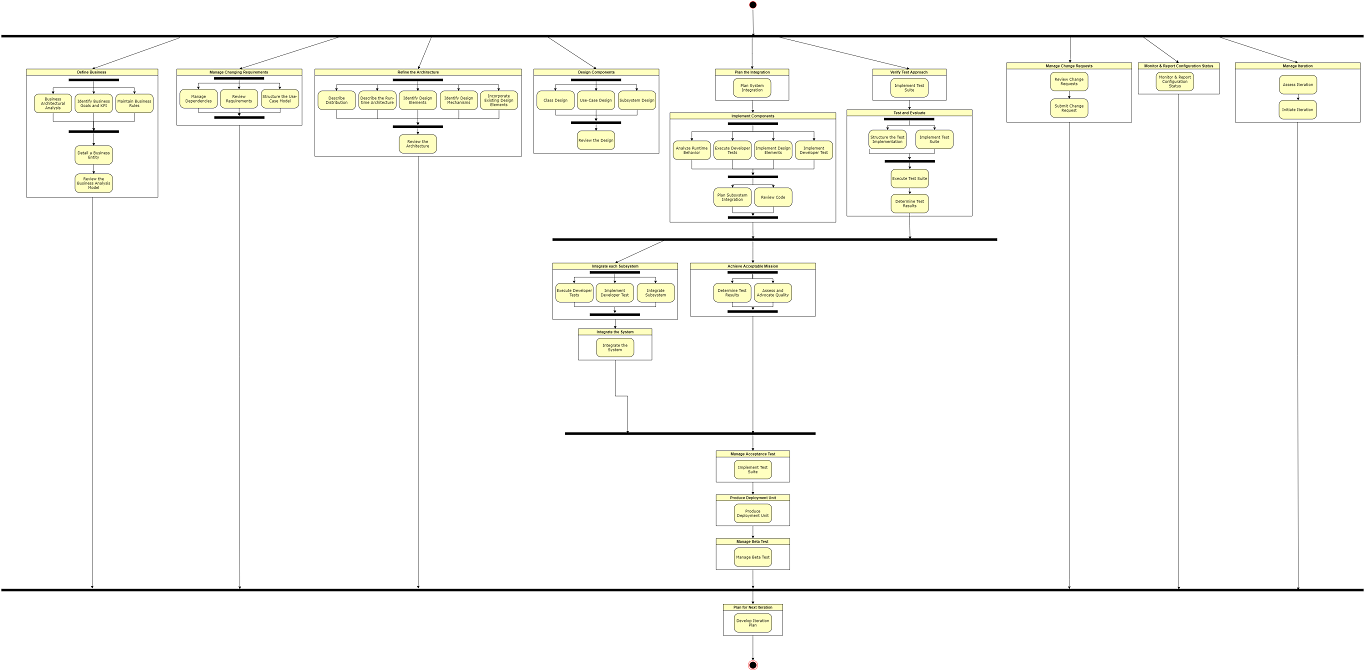 Define Business
Business
Architectural
Analysis
Identify Business
Goals and KPI
Maintain Business
Rules
Detail a Business
Entity
Review the
Business Analysis
Model
Manage Changing Requirements
Manage
Dependencies
Review
Requirements
Structure the Use-
Case Model
Refine the Architecture
Describe
Distribution
Describe the Run-
time Architecture
Identify Design
Elements
Identify Design
Mechanisms
Incorporate
Existing Design
Elements
Review the
Architecture
Design Components
Class Design
Use-Case Design
Subsystem Design
Review the Design
Plan the Integration
Plan System
Integration
Implement Components
Analyze Runtime
Behavior
Execute Developer
Tests
Implement Design
Elements
Implement
Developer Test
Plan Subsystem
Integration
Review Code
Verify Test Approach
Implement Test
Suite
Test and Evaluate
Structure the Test
Implementation
Implement Test
Suite
Execute Test Suite
Determine Test
Results
Manage Change Requests
Review Change
Requests
Submit Change
Request
Monitor & Report Configuration Status
Monitor & Report
Configuration
Status
Manage Iteration
Assess Iteration
Initiate Iteration
Integrate each Subsystem
Execute Developer
Tests
Implement
Developer Test
Integrate
Subsystem
Integrate the System
Integrate the
System
Achieve Acceptable Mission
Determine Test
Results
Assess and
Advocate Quality
Manage Acceptance Test
Implement Test
Suite
Produce Deployment Unit
Produce
Deployment Unit
Manage Beta Test
Manage Beta Test
Plan for Next Iteration
Develop Iteration
Plan